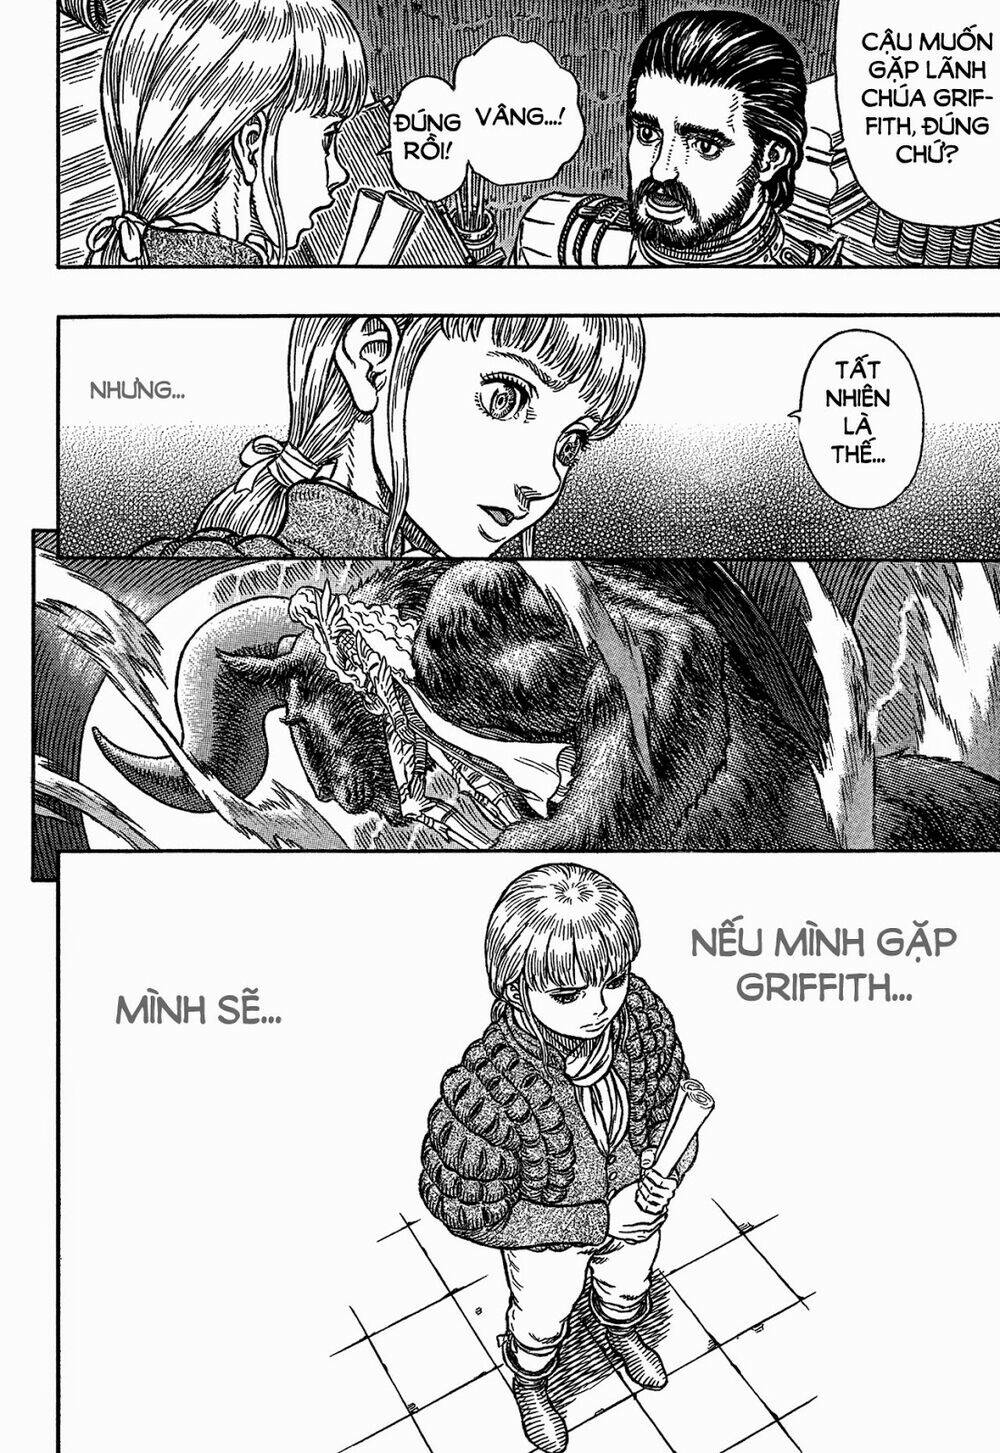 CẬU MUỐN
GẶP LÃNH
CHÚA GRIF-
FITH, ĐÚNG
CHỨ?
VÂNG...!
ĐÚNG
RỒI!
TẤT
NHIÊN
LÀ
THẾ...
NHƯNG...
NẾU MÌNH GẶP
GRIFFITH...
MÌNH SẼ...